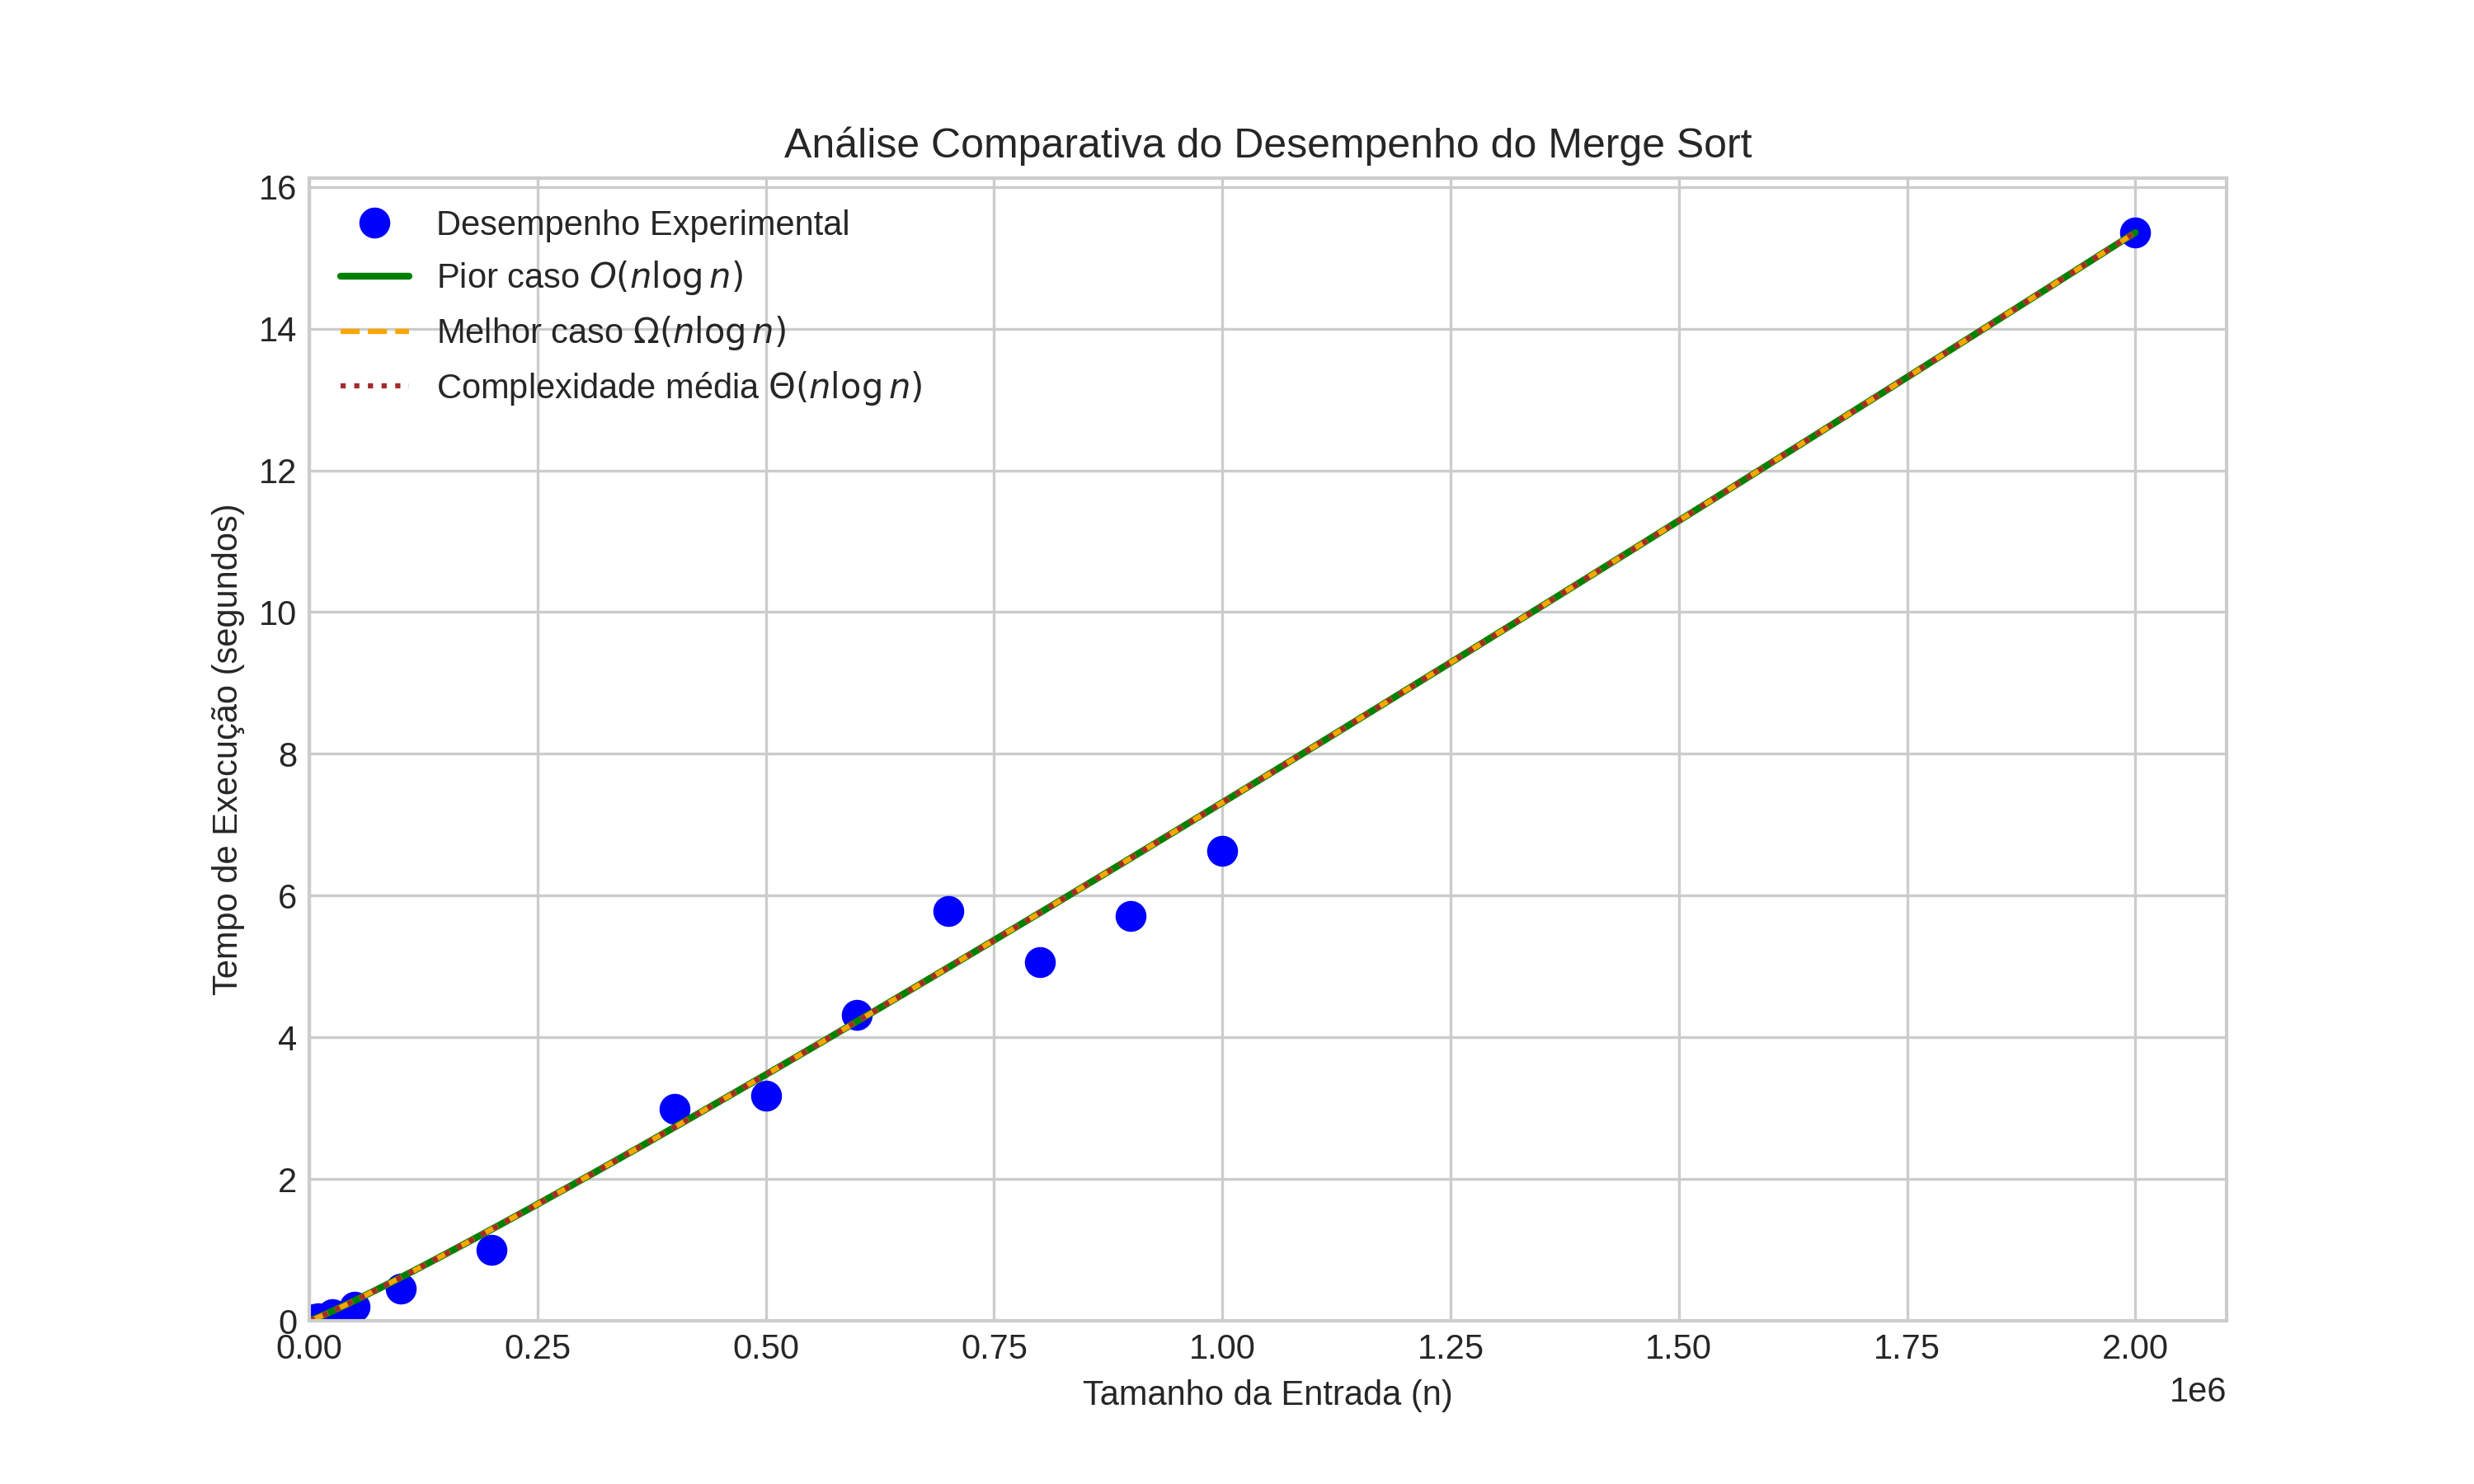 Análise Comparativa do Desempenho do Merge Sort
Desempenho Experimental
Pior caso O(n log n)
Melhor caso Ω(n log n)
Complexidade média Θ(n log n)
Tempo de Execução (segundos)
16
14
12
10
8
6
4
2
0
0.00 0.25 0.50 0.75 1.00 1.25 1.50 1.75 2.00
1e6
Tamanho da Entrada (n)